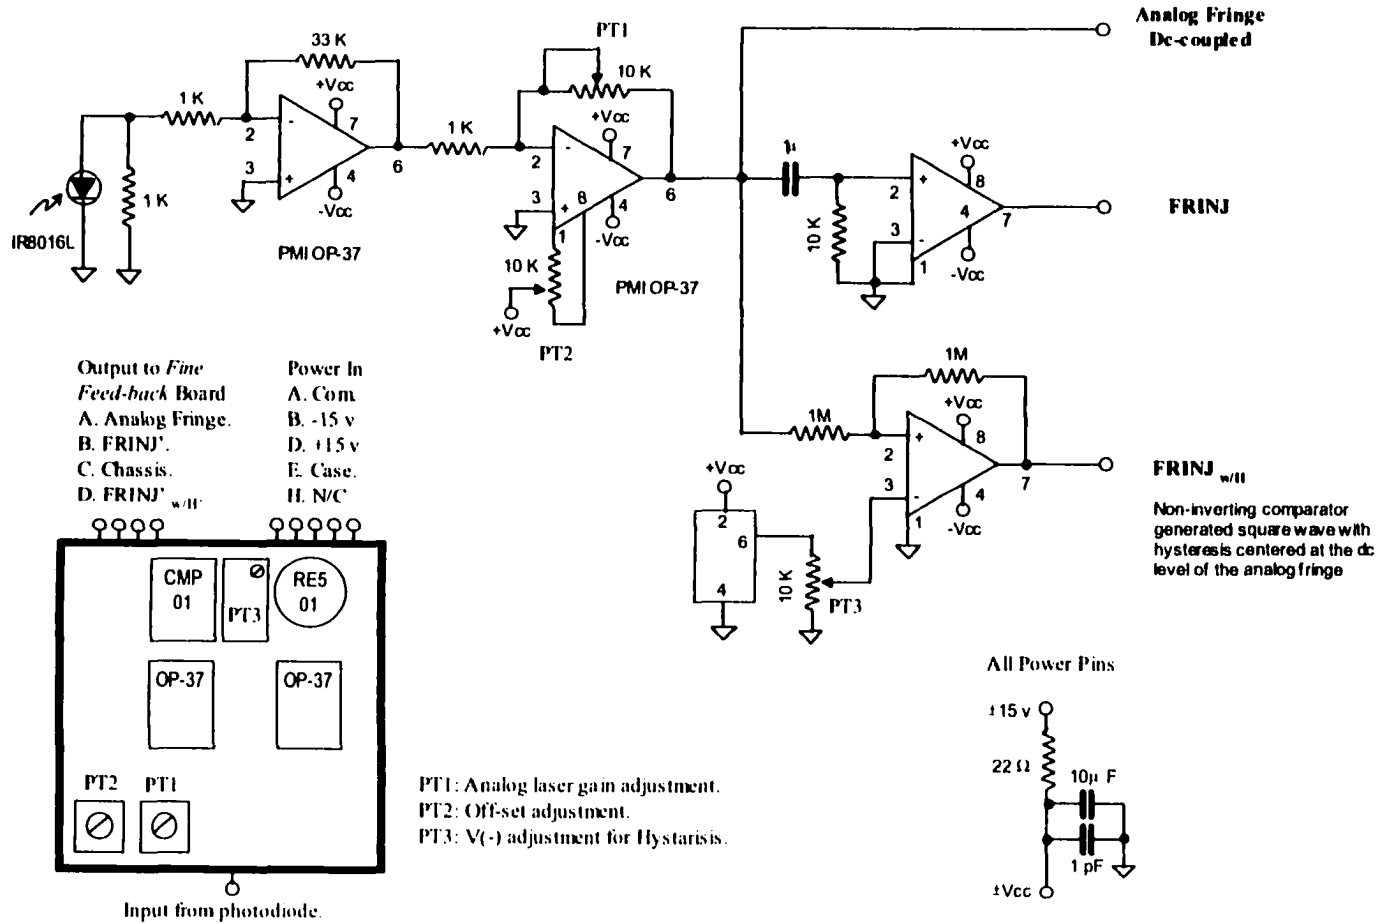 PT1
Analog Fringe
Dc-coupled
33 K
10 K
1 K
+Vcc
2
-
7
3
+
4
6
-Vcc
1 K
IR8016L
PMI OP-37
1 K
+Vcc
2
-
7
3
+
8
4
6
1
-Vcc
10 K
+Vcc
PT2
PMI OP-37
1µ
10 K
+Vcc
+
8
2
4
3
-
7
1
-Vcc
FRINJ
1M
1M
+Vcc
+
8
2
3
-
4
7
1
-Vcc
FRINJ w/H
Non-inverting comparator
generated square wave with
hysteresis centered at the dc
level of the analog fringe
+Vcc
2
6
4
10 K
PT3
Output to Fine
Feed-back Board
A. Analog Fringe.
B. FRINJ'.
C. Chassis.
D. FRINJ' w/H'
Power In
A. Com.
B. -15 v
D. +15 v
E. Case.
H. N/C
CMP
01
PT3
RE5
01
OP-37
OP-37
PT2
PT1
Input from photodiode.
PT1: Analog laser gain adjustment.
PT2: Off-set adjustment.
PT3: V(-) adjustment for Hystarisis.
All Power Pins
±15 v
22 Ω
10µ F
1 pF
±Vcc